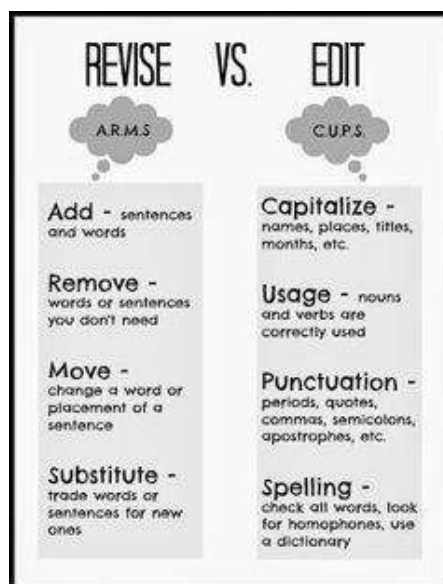 REVISE VS. EDIT
A.R.M.S
C.U.P.S.
Add - sentences
and words
Remove -
words or sentences
you don't need
Move -
change a word or
placement of a
sentence
Substitute -
trade words or
sentences for new
ones
Capitalize -
names, places, titles,
months, etc.
Usage - nouns
and verbs are
correctly used
Punctuation -
periods, quotes,
commas, semicolons,
apostrophes, etc.
Spelling -
check all words, look
for homophones, use
a dictionary